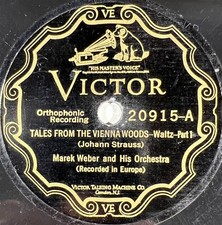 VE
"HIS MASTER'S VOICE"
VICTOR
Orthophonic
Recording
20915-A
TALES FROM THE VIENNA WOODS-Waltz-Part 1
(Johann Strauss)
Marek Weber and His Orchestra
(Recorded in Europe)
VICTOR TALKING MACHINE CO.
Camden, N.J.
VE